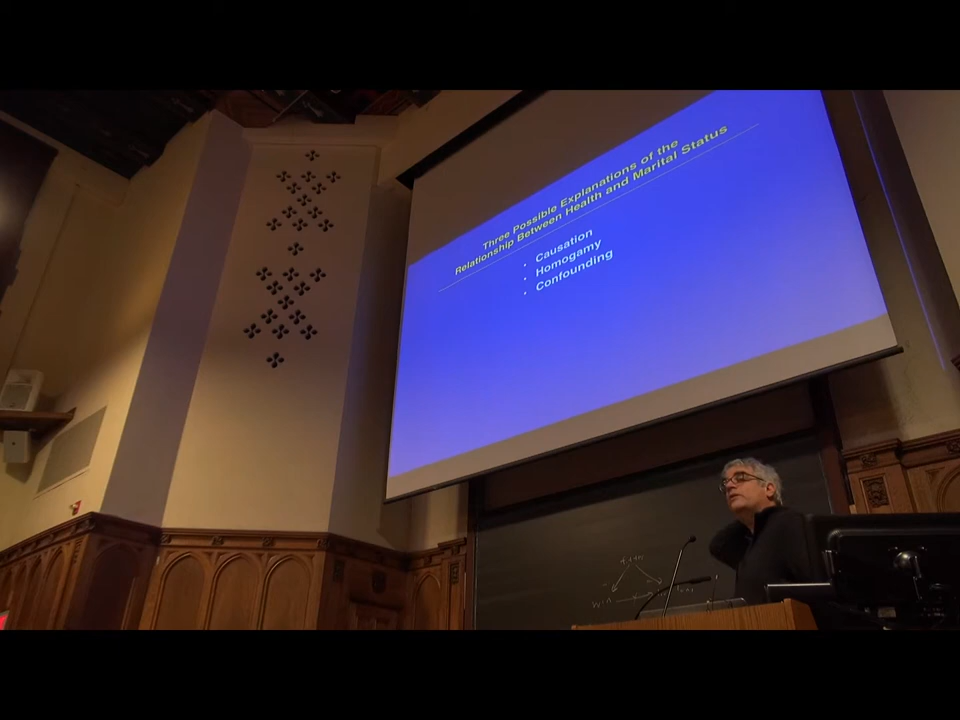 Three Possible Explanations of the
Relationship Between Health and Marital Status
• Causation
• Homogamy
• Confounding